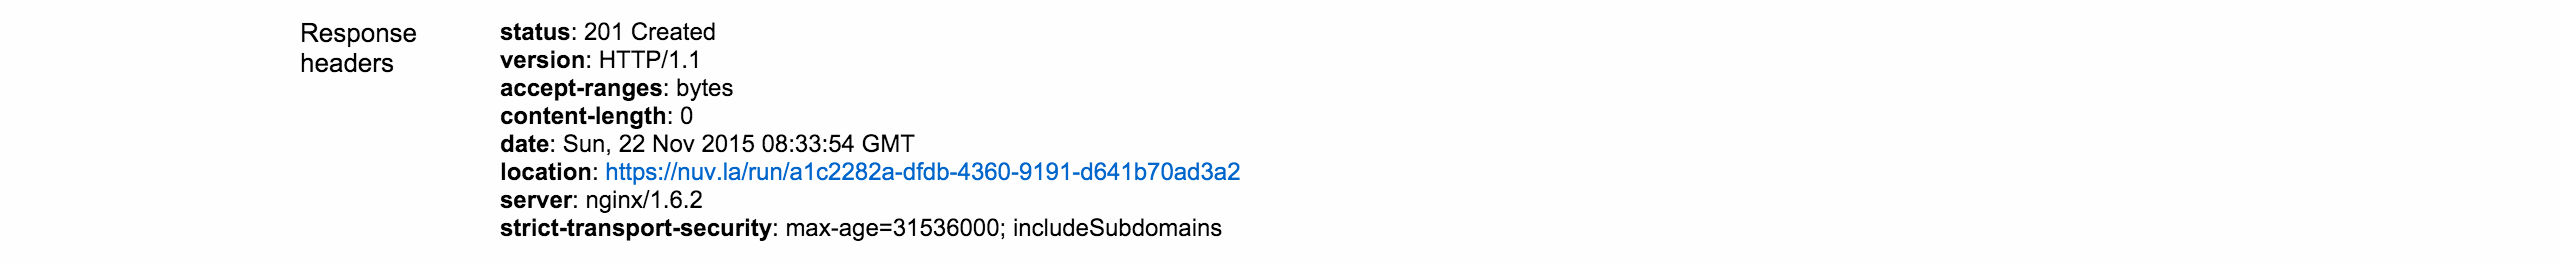 Response
headers
status: 201 Created
version: HTTP/1.1
accept-ranges: bytes
content-length: 0
date: Sun, 22 Nov 2015 08:33:54 GMT
location: https://nuv.la/run/a1c2282a-dfdb-4360-9191-d641b70ad3a2
server: nginx/1.6.2
strict-transport-security: max-age=31536000; includeSubdomains